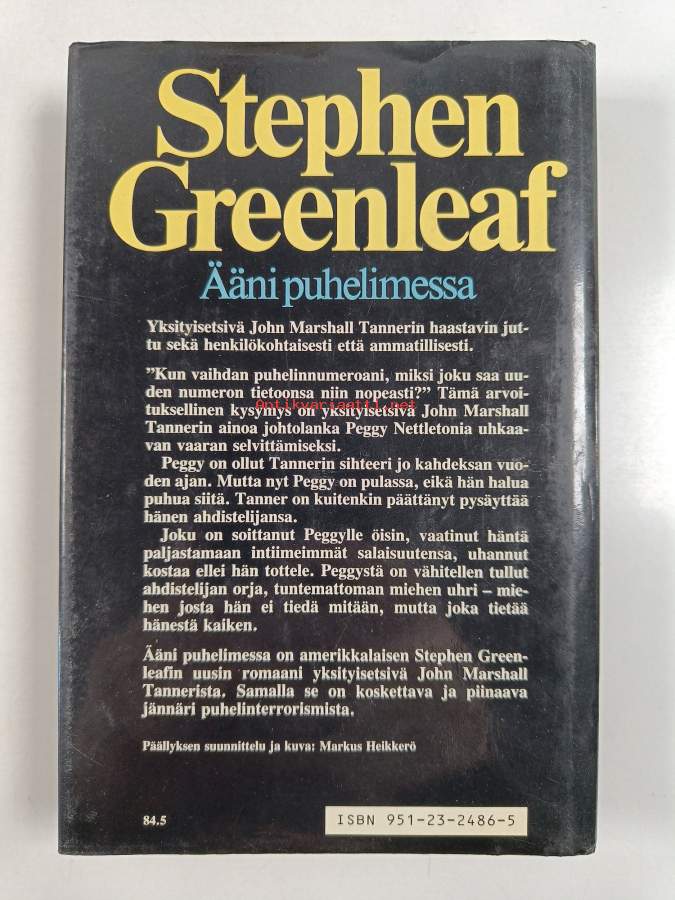 Stephen
Greenleaf
Ääni puhelimessa
Yksityisetsivä John Marshall Tannerin haastavin jut-
tu sekä henkilökohtaisesti että ammatillisesti.
”Kun vaihdan puhelinnumeroani, miksi joku saa uu-
den numeron tietoonsa niin nopeasti?” Tämä arvoi-
Antikvariaatti.net
tuksellinen kysymys on yksityisetsivä John Marshall
Tannerin ainoa johtolanka Peggy Nettletonia uhkaa-
van vaaran selvittämiseksi.
Peggy on ollut Tannerin sihteeri jo kahdeksan vuo-
den ajan. Mutta nyt Peggy on pulassa, eikä hän halua
puhua siitä. Tanner on kuitenkin päättänyt pysäyttää
hänen ahdistelijansa.
Joku on soittanut Peggylle öisin, vaatinut häntä
paljastamaan intiimeimmät salaisuutensa, uhannut
kostaa ellei hän tottele. Peggystä on vähitellen tullut
ahdistelijan orja, tuntemattoman miehen uhri – mie-
hen josta hän ei tiedä mitään, mutta joka tietää
hänestä kaiken.
Ääni puhelimessa on amerikkalaisen Stephen Green-
leafin uusin romaani yksityisetsivä John Marshall
Tannerista. Samalla se on koskettava ja piinaava
jännäri puhelinterrorismista.
Päällyksen suunnittelu ja kuva: Markus Heikkerö
84.5
ISBN 951-23-2486-5